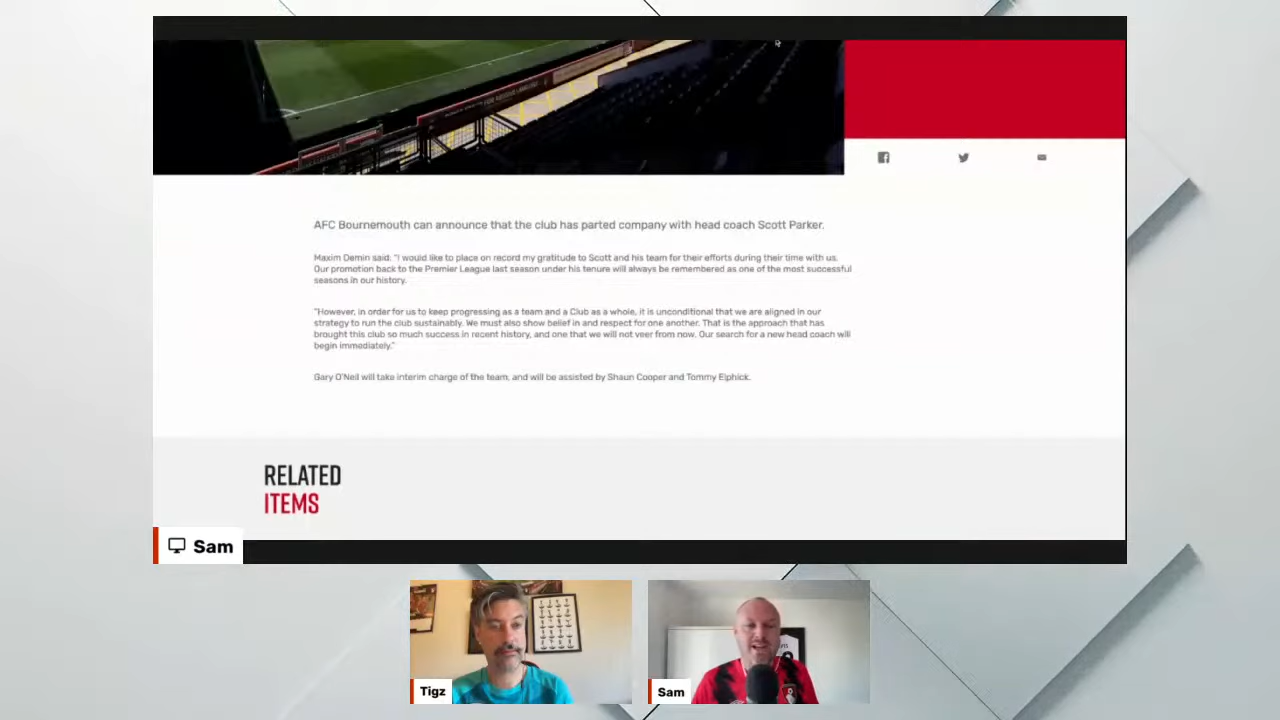 AFC Bournemouth can announce that the club has parted company with head coach Scott Parker.
Maxim Demin said: "I would like to place on record my gratitude to Scott and his team for their efforts during their time with us.
Our promotion back to the Premier League last season under his tenure will always be remembered as one of the most successful
seasons in our history.
"However, in order for us to keep progressing as a team and a Club as a whole, it is unconditional that we are aligned in our
strategy to run the club sustainably. We must also show belief in and respect for one another. That is the approach that has
brought this club so much success in recent history, and one that we will not veer from now. Our search for a new head coach will
begin immediately."
Gary O'Neil will take interim charge of the team, and will be assisted by Shaun Cooper and Tommy Elphick.
RELATED
ITEMS
Sam
Tigz
Sam